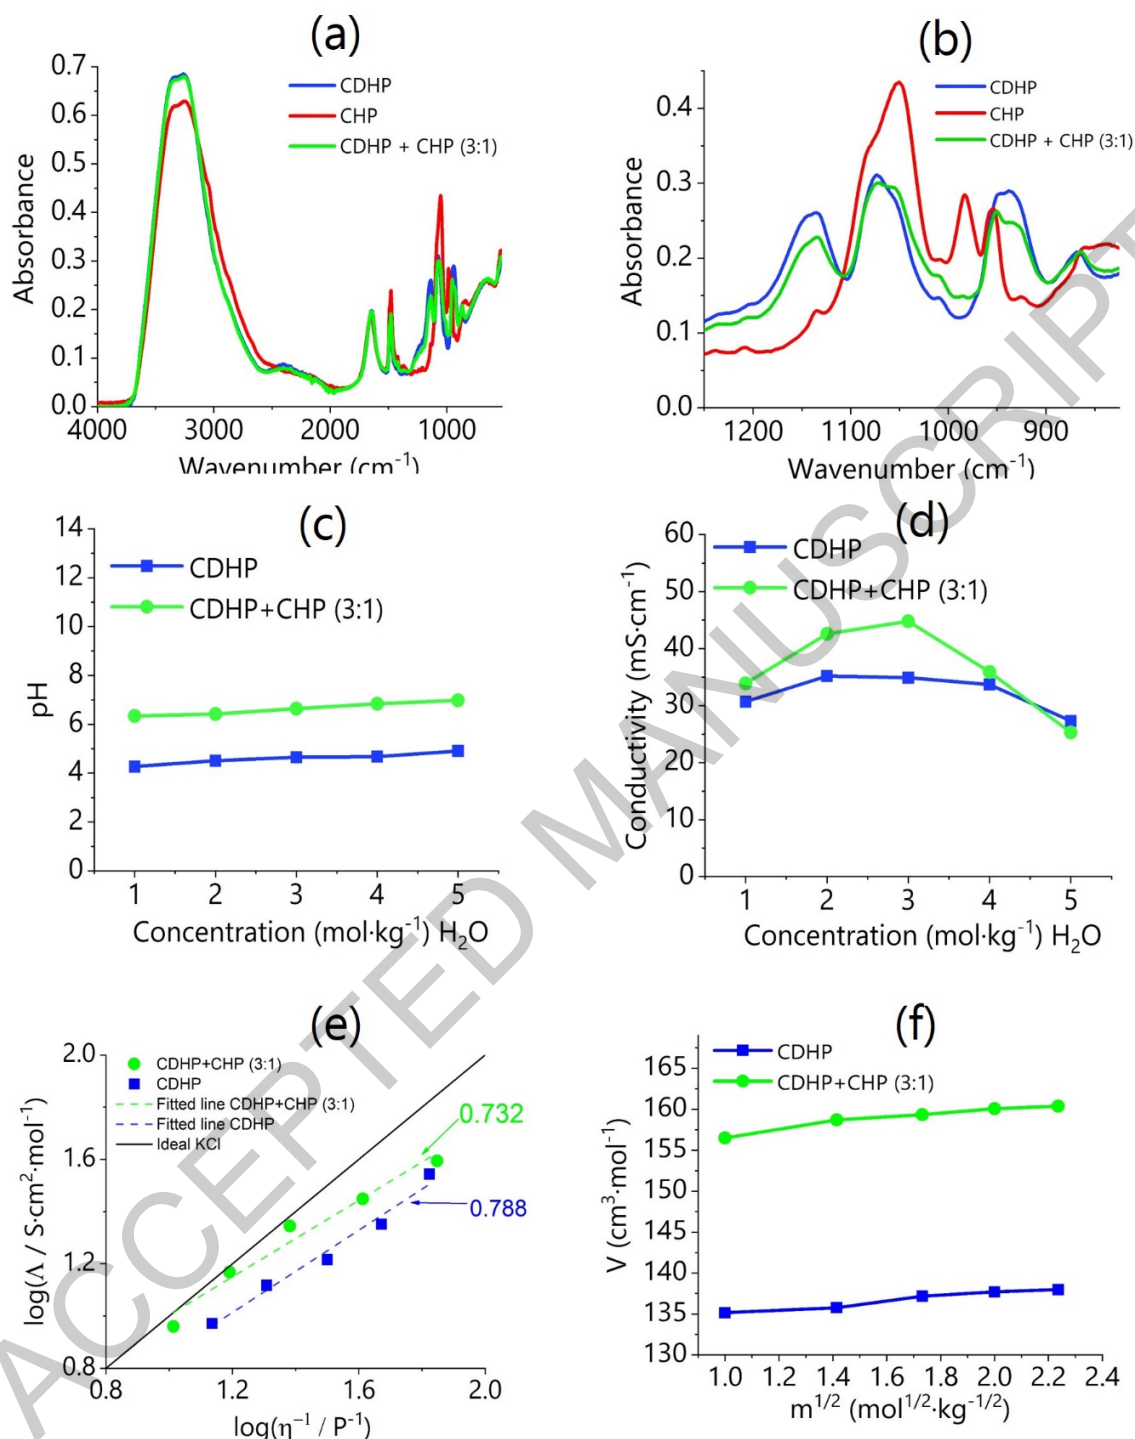 (a)
0.7
0.6
0.5
0.4
0.3
0.2
0.1
0.0
Absorbance
CDHP
CHP
CDHP + CHP (3:1)
4000 3000 2000 1000
Wavenumber (cm⁻¹)
(b)
0.4
0.3
0.2
0.1
0.0
Absorbance
CDHP
CHP
CDHP + CHP (3:1)
1200 1100 1000 900
Wavenumber (cm⁻¹)
(c)
14
12
10
8
6
4
2
0
pH
CDHP
CDHP+CHP (3:1)
1 2 3 4 5
Concentration (mol·kg⁻¹) H₂O
(d)
60
50
40
30
20
10
0
Conductivity (mS·cm⁻¹)
CDHP
CDHP+CHP (3:1)
1 2 3 4 5
Concentration (mol·kg⁻¹) H₂O
(e)
2.0
1.6
1.2
0.8
log(Λ / S·cm²·mol⁻¹)
CDHP+CHP (3:1)
CDHP
Fitted line CDHP+CHP (3:1)
Fitted line CDHP
Ideal KCl
0.732
0.788
0.8 1.2 1.6 2.0
log(η⁻¹ / P⁻¹)
(f)
165
160
155
150
145
140
135
130
V (cm³·mol⁻¹)
CDHP
CDHP+CHP (3:1)
1.0 1.2 1.4 1.6 1.8 2.0 2.2 2.4
m¹ᐟ² (mol¹ᐟ²·kg⁻¹ᐟ²)
ACCEPTED MANUSCRIPT